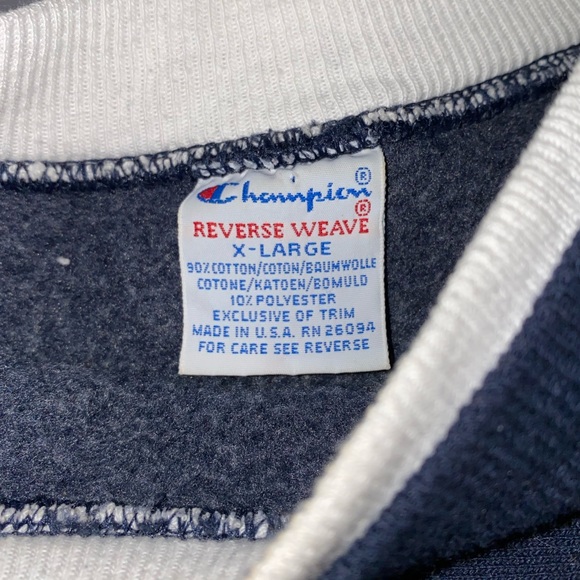 Champion®
REVERSE WEAVE®
X-LARGE
90% COTTON/COTON/BAUMWOLLE
COTONE/KATOEN/BOMULD
10% POLYESTER
EXCLUSIVE OF TRIM
MADE IN U.S.A. RN 26094
FOR CARE SEE REVERSE